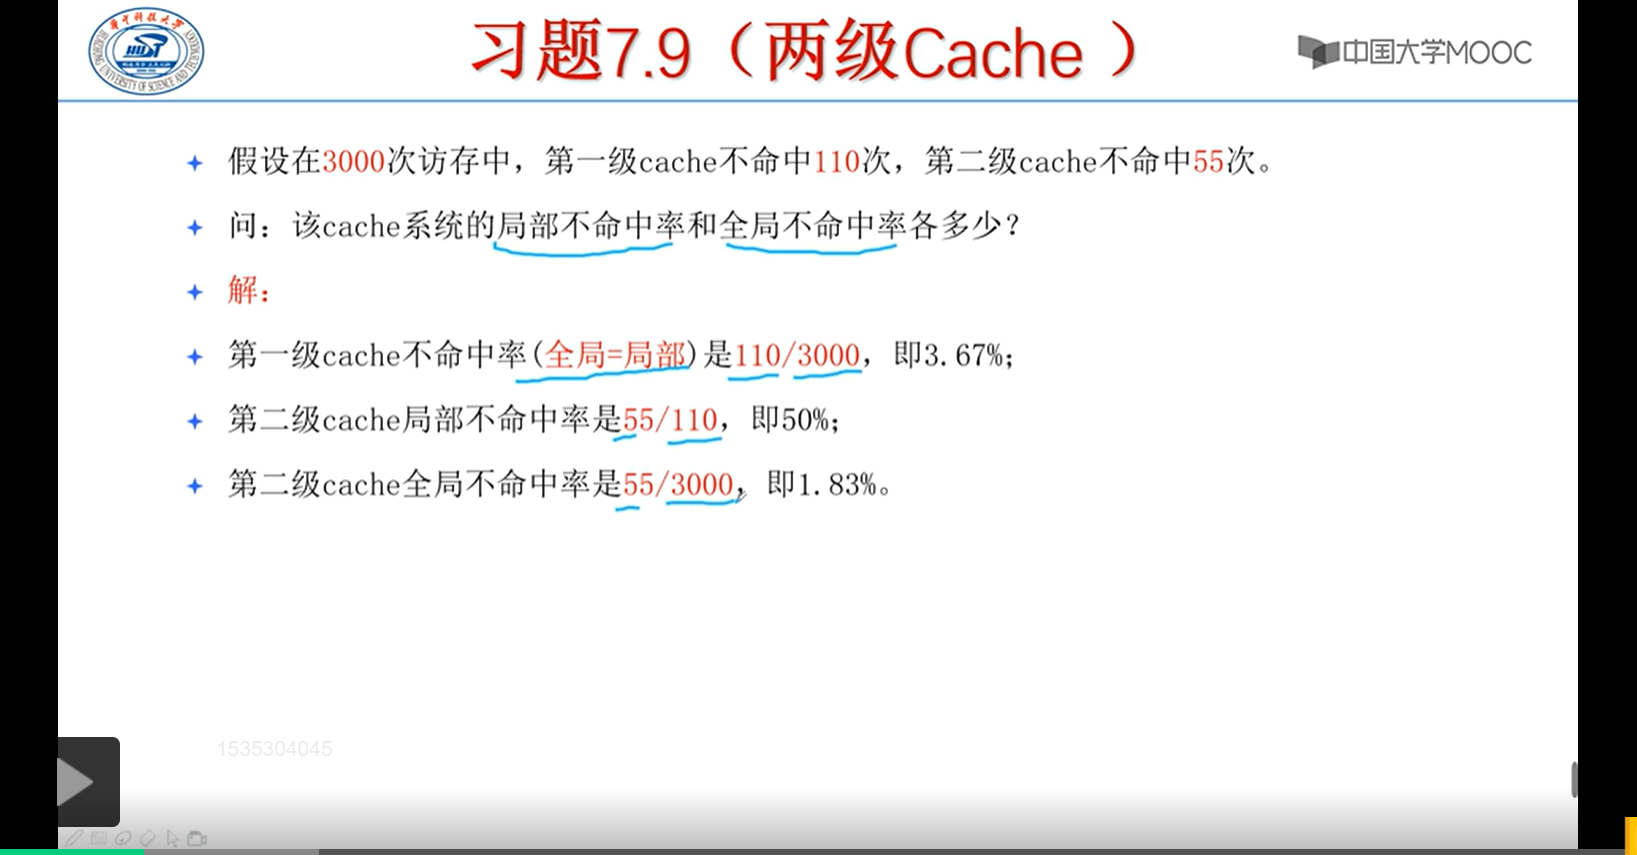 习题7.9（两级Cache ）
中国大学MOOC
假设在3000次访存中，第一级cache不命中110次，第二级cache不命中55次。
问：该cache系统的局部不命中率和全局不命中率各多少？
解：
第一级cache不命中率(全局=局部)是110/3000，即3.67%；
第二级cache局部不命中率是55/110，即50%；
第二级cache全局不命中率是55/3000，即1.83%。
1535304045